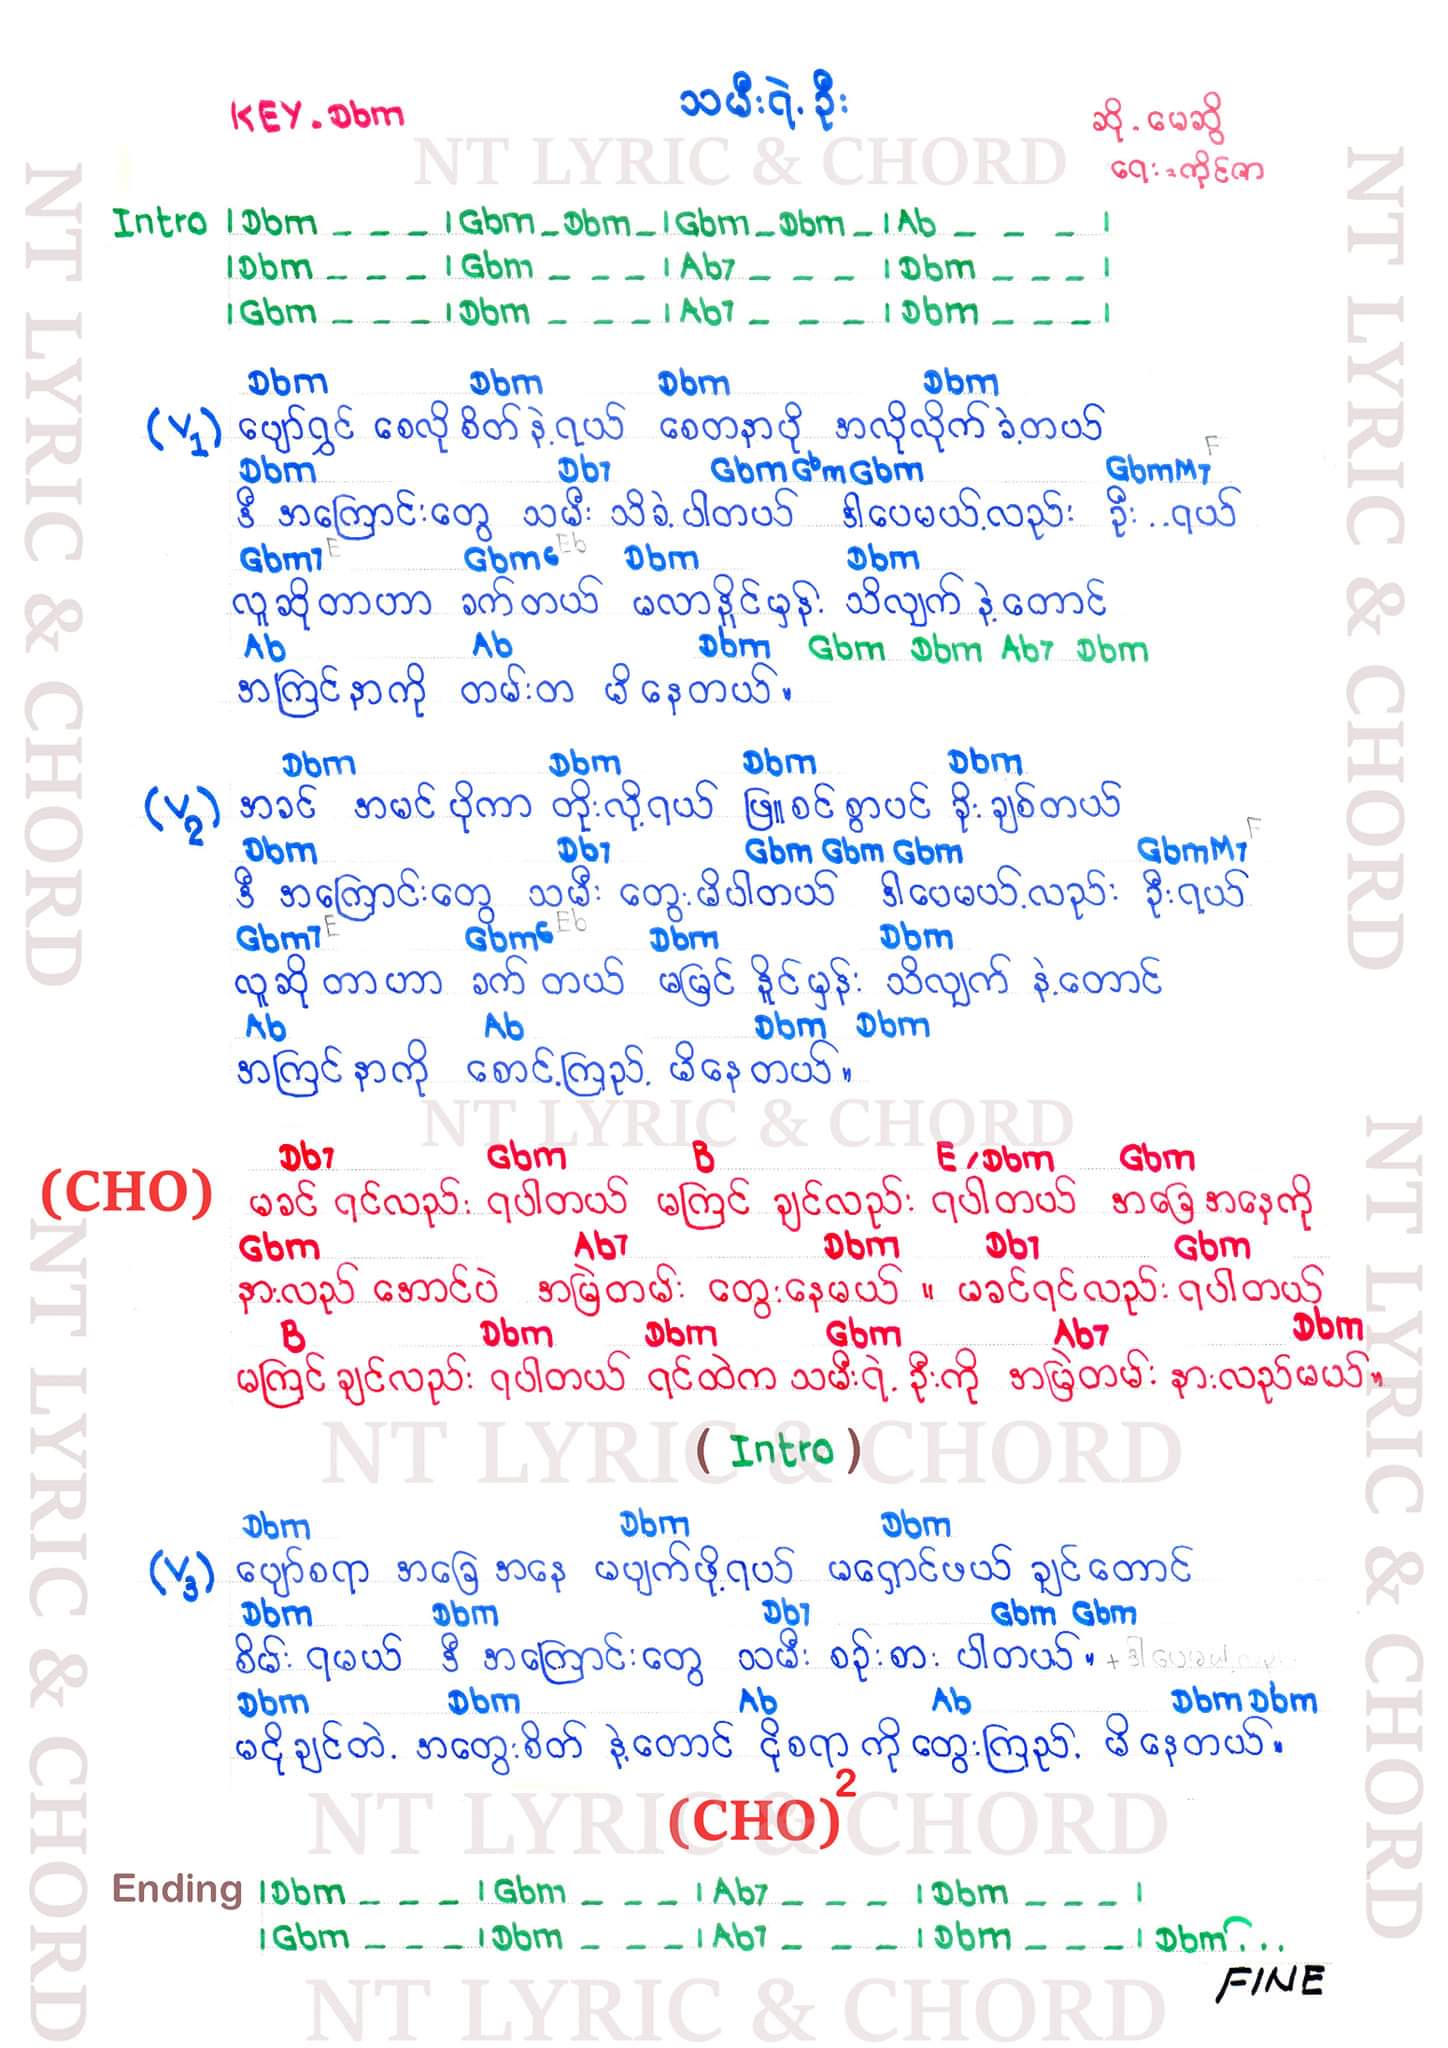 သမီးရဲ့ဦး
KEY. Dbm
ဆို - မေဆွိ
ရေး - ကိုင်ဇာ
NT LYRIC & CHORD
Intro | Dbm _ _ _ | Gbm _ Dbm _ | Gbm _ Dbm _ | Ab _ _ _ |
| Dbm _ _ _ | Gbm _ _ _ | Ab7 _ _ _ | Dbm _ _ _ |
| Gbm _ _ _ | Dbm _ _ _ | Ab7 _ _ _ | Dbm _ _ _ |
Dbm Dbm Dbm Dbm
(V1) ပျော်ရွှင် စေလိုစိတ်နဲ့ရယ် စေတနာပို အလိုလိုက်ခဲ့တယ်
Dbm Db7 Gbm Gbm Gbm GbmM7 F
ဒီ အကြောင်းတွေ သမီး သိခဲ့ပါတယ် ဒါပေမယ့်လည်း ဦး..ရယ်
Gbm7 E Gbm6 Eb Dbm Dbm
လူဆိုတာဟာ ခက်တယ် မလာနိုင်မှန်း သိလျှက်နဲ့တောင်
Ab Ab Dbm Gbm Dbm Ab7 Dbm
အကြင်နာကို တမ်းတ မိနေတယ်။
Dbm Dbm Dbm Dbm
(V2) အခင် အမင်ပိုကာ တိုးလို့ရယ် ဖြူစင်စွာပင် ခိုးချစ်တယ်
Dbm Db7 Gbm Gbm Gbm GbmM7 F
ဒီ အကြောင်းတွေ သမီး တွေးမိပါတယ် ဒါပေမယ့်လည်း ဦးရယ်
Gbm7 E Gbm6 Eb Dbm Dbm
လူဆိုတာဟာ ခက်တယ် မမြင်နိုင်မှန်း သိလျှက်နဲ့တောင်
Ab Ab Dbm Dbm
အကြင်နာကို စောင့်ကြည့် မိနေတယ်။
NT LYRIC & CHORD
Db7 Gbm B E/Dbm Gbm
(CHO) မခင်ရင်လည်း ရပါတယ် မကြင်ချင်လည်း ရပါတယ် အခြေအနေကို
Gbm Ab7 Dbm Db7 Gbm
နားလည်အောင်ပဲ အမြဲတမ်း တွေးနေမယ်။ မခင်ရင်လည်း ရပါတယ်
B Dbm Dbm Gbm Ab7 Dbm
မကြင်ချင်လည်း ရပါတယ် ရင်ထဲက သမီးရဲ့ဦးကို အမြဲတမ်း နားလည်မယ်။
(Intro)
NT LYRIC & CHORD
Dbm Dbm Dbm
(V3) ပျော်စရာ အခြေအနေ မပျက်ဖို့ရယ် မရှောင်ဖယ်ချင်တောင်
Dbm Dbm Db7 Gbm Gbm
စိမ်းရမယ် ဒီ အကြောင်းတွေ သမီး စဉ်းစား ပါတယ်။ + ဒါပေမယ့်
Dbm Dbm Ab Ab Dbm Dbm
မငိုချင်တဲ့ အတွေးစိတ်နဲ့တောင် ငိုစရာကို တွေးကြည့် မိနေတယ်။
(CHO)2
NT LYRIC & CHORD
Ending | Dbm _ _ _ | Gbm _ _ _ | Ab7 _ _ _ | Dbm _ _ _ |
| Gbm _ _ _ | Dbm _ _ _ | Ab7 _ _ _ | Dbm _ _ _ | Dbm...
FINE
NT LYRIC & CHORD
NT LYRIC & CHORD
NT LYRIC & CHORD
NT LYRIC & CHORD
NT LYRIC & CHORD